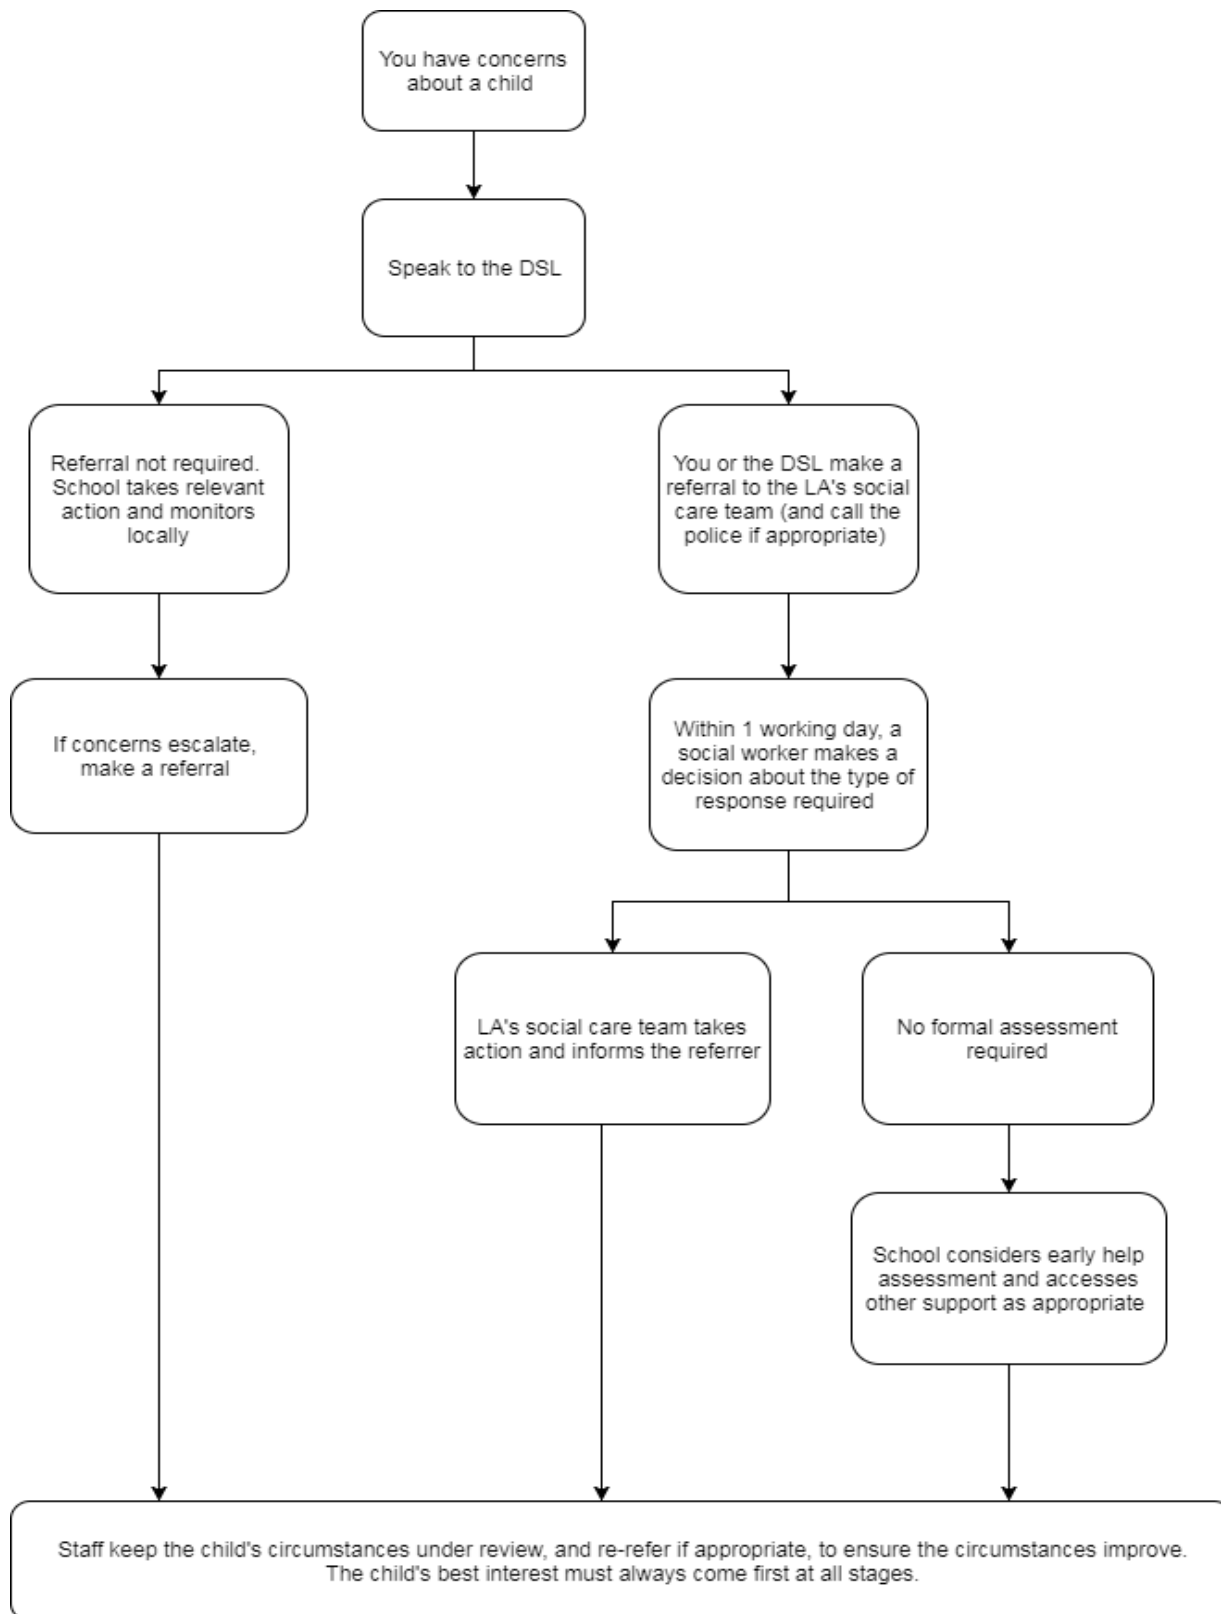 You have concerns
about a child
Speak to the DSL
Referral not required.
School takes relevant
action and monitors
locally
You or the DSL make a
referral to the LA's social
care team (and call the
police if appropriate)
If concerns escalate,
make a referral
Within 1 working day, a
social worker makes a
decision about the type of
response required
LA's social care team takes
action and informs the referrer
No formal assessment
required
School considers early help
assessment and accesses
other support as appropriate
Staff keep the child's circumstances under review, and re-refer if appropriate, to ensure the circumstances improve.
The child's best interest must always come first at all stages.